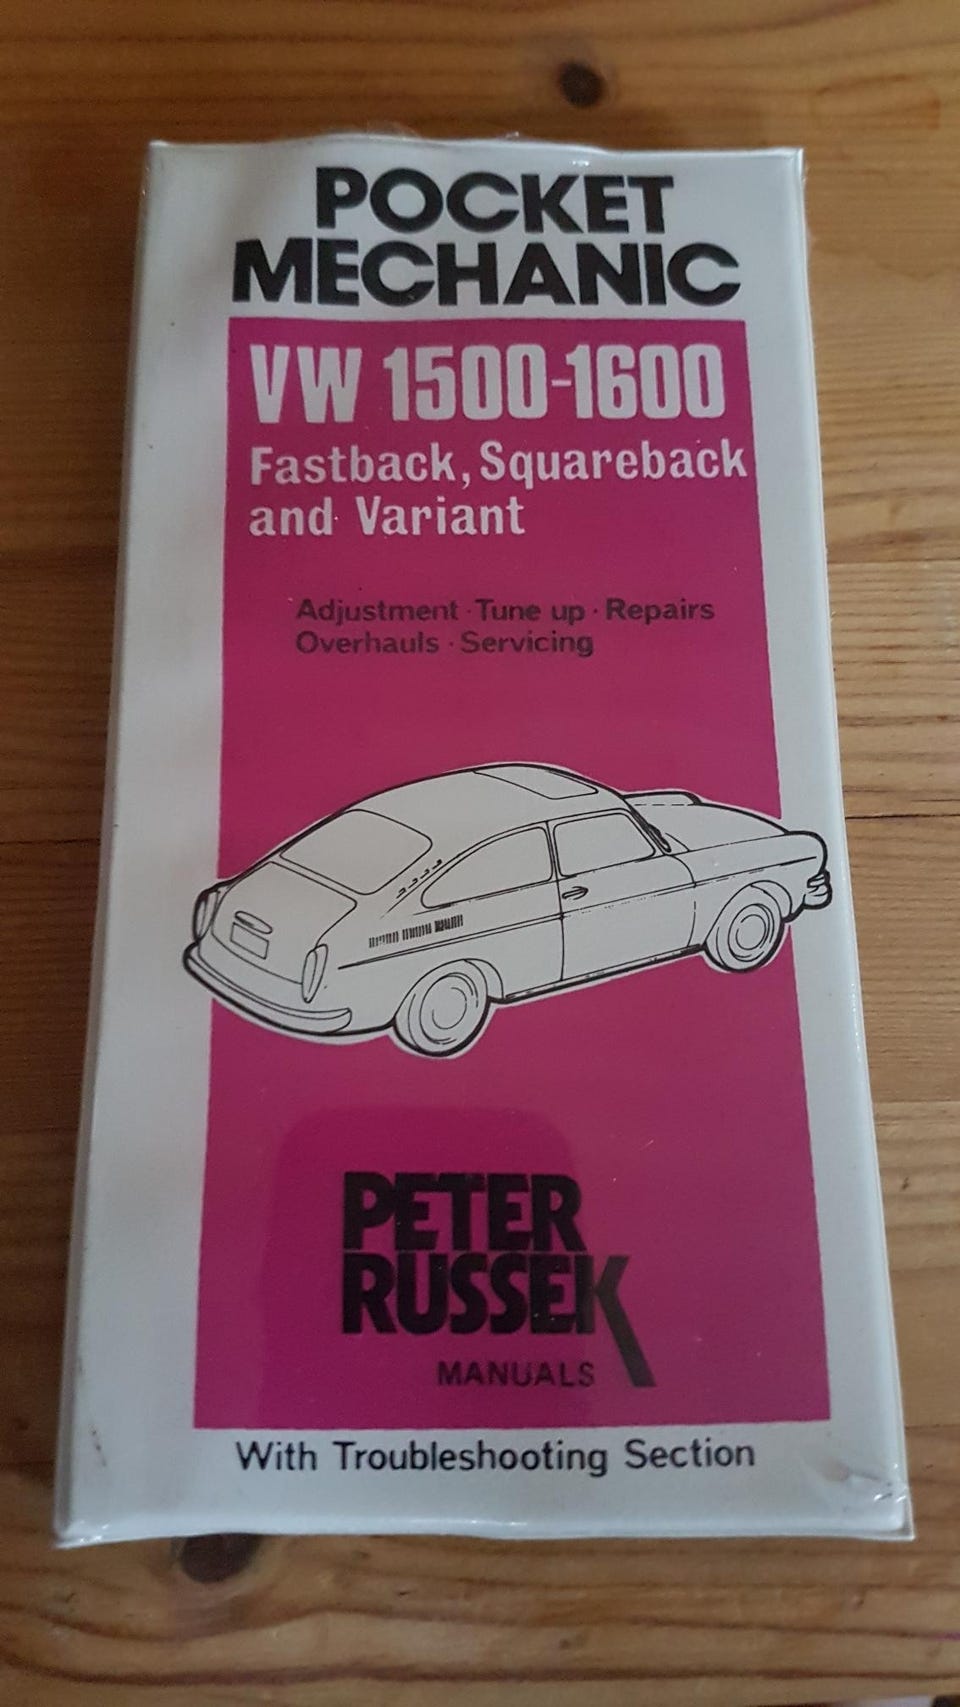 POCKET
MECHANIC
VW 1500-1600
Fastback, Squareback
and Variant
Adjustment · Tune up · Repairs
Overhauls · Servicing
PETER
RUSSEK
MANUALS
With Troubleshooting Section